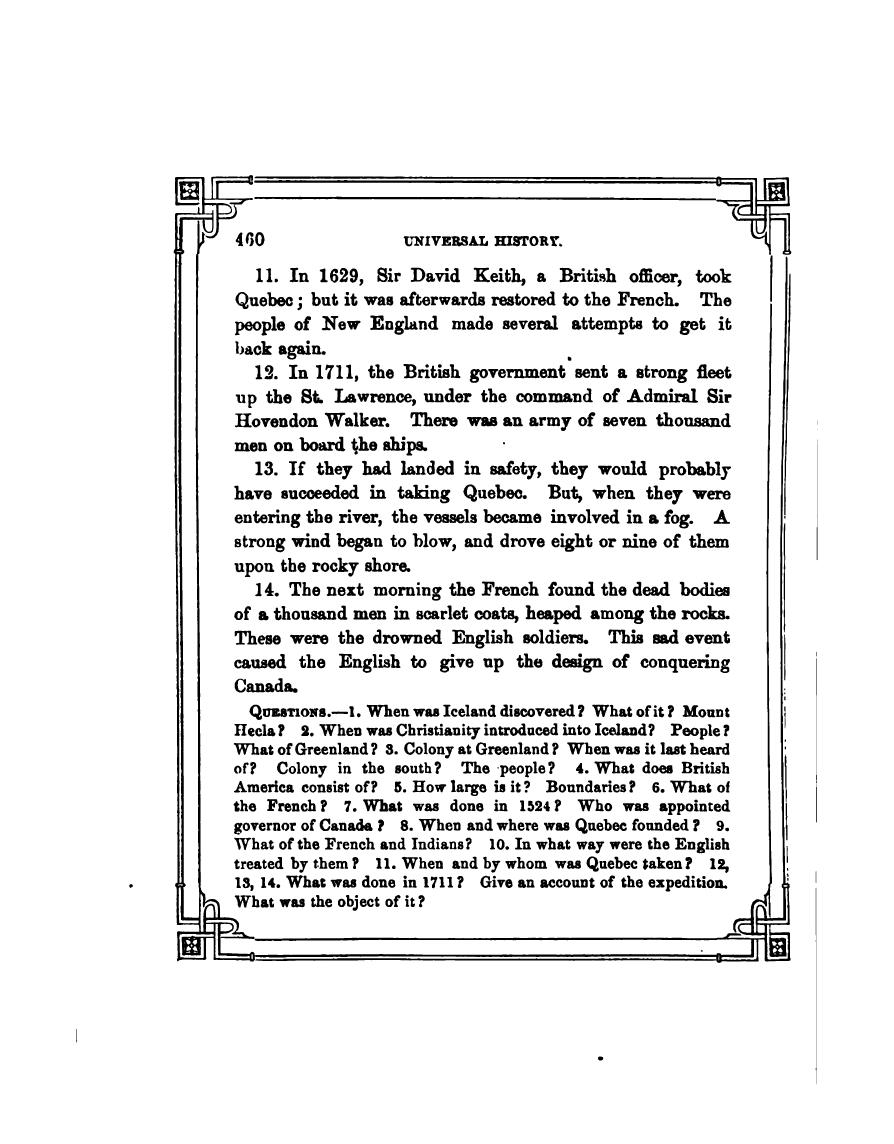 460 UNIVERSAL HISTORY.
11. In 1629, Sir David Keith, a British officer, took
Quebec; but it was afterwards restored to the French. The
people of New England made several attempts to get it
back again.
12. In 1711, the British government sent a strong fleet
up the St. Lawrence, under the command of Admiral Sir
Hovendon Walker. There was an army of seven thousand
men on board the ships.
13. If they had landed in safety, they would probably
have succeeded in taking Quebec. But, when they were
entering the river, the vessels became involved in a fog. A
strong wind began to blow, and drove eight or nine of them
upon the rocky shore.
14. The next morning the French found the dead bodies
of a thousand men in scarlet coats, heaped among the rocks.
These were the drowned English soldiers. This sad event
caused the English to give up the design of conquering
Canada.
QUESTIONS.—1. When was Iceland discovered? What of it? Mount
Hecla? 2. When was Christianity introduced into Iceland? People?
What of Greenland? 3. Colony at Greenland? When was it last heard
of? Colony in the south? The people? 4. What does British
America consist of? 5. How large is it? Boundaries? 6. What of
the French? 7. What was done in 1524? Who was appointed
governor of Canada? 8. When and where was Quebec founded? 9.
What of the French and Indians? 10. In what way were the English
treated by them? 11. When and by whom was Quebec taken? 12,
13, 14. What was done in 1711? Give an account of the expedition.
What was the object of it?